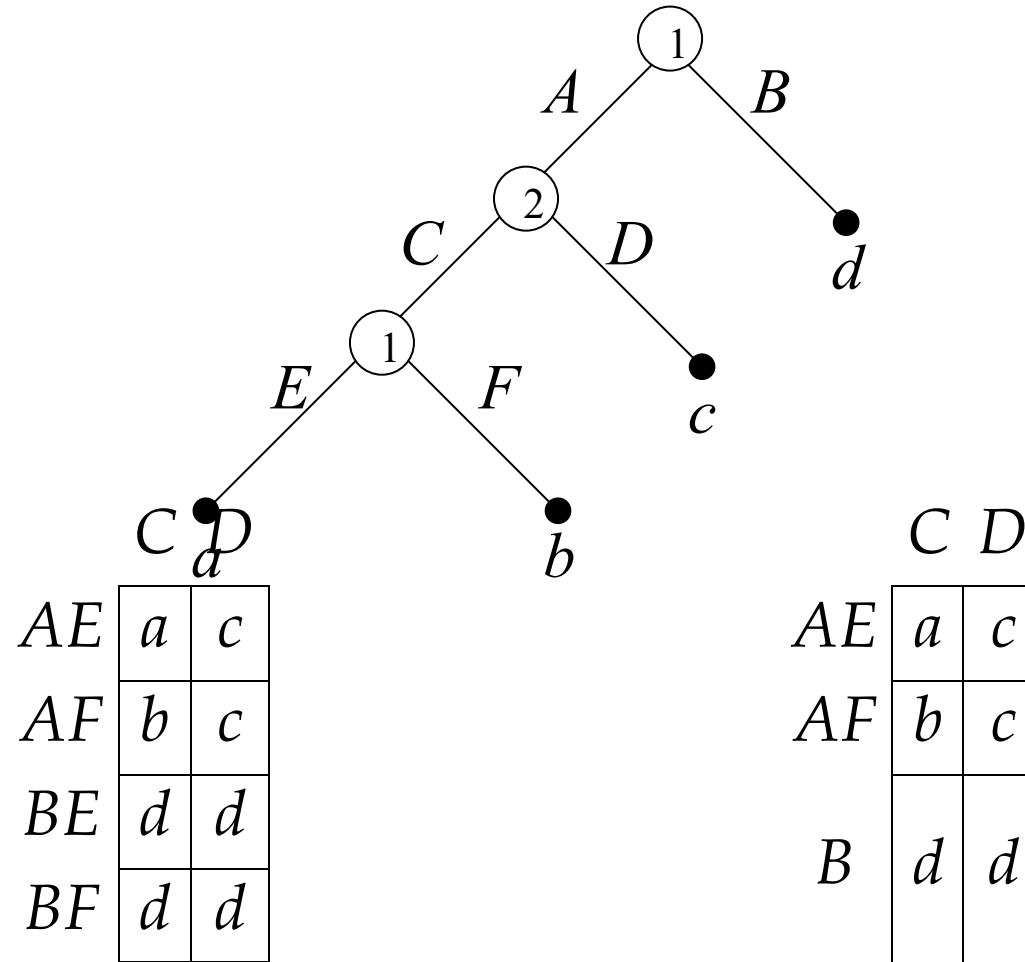 1
A B
2
C D d
1
E F c
a b
C D C D
AE a c AE a c
AF b c AF b c
BE d d
B d d
BF d d